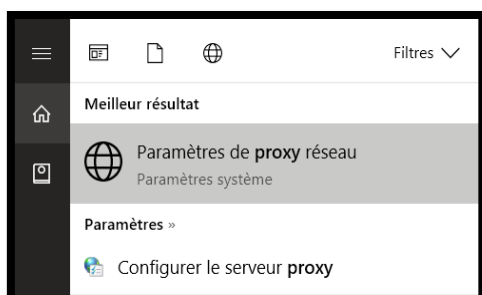 Filtres
Meilleur résultat
Paramètres de proxy réseau
Paramètres système
Paramètres »
Configurer le serveur proxy